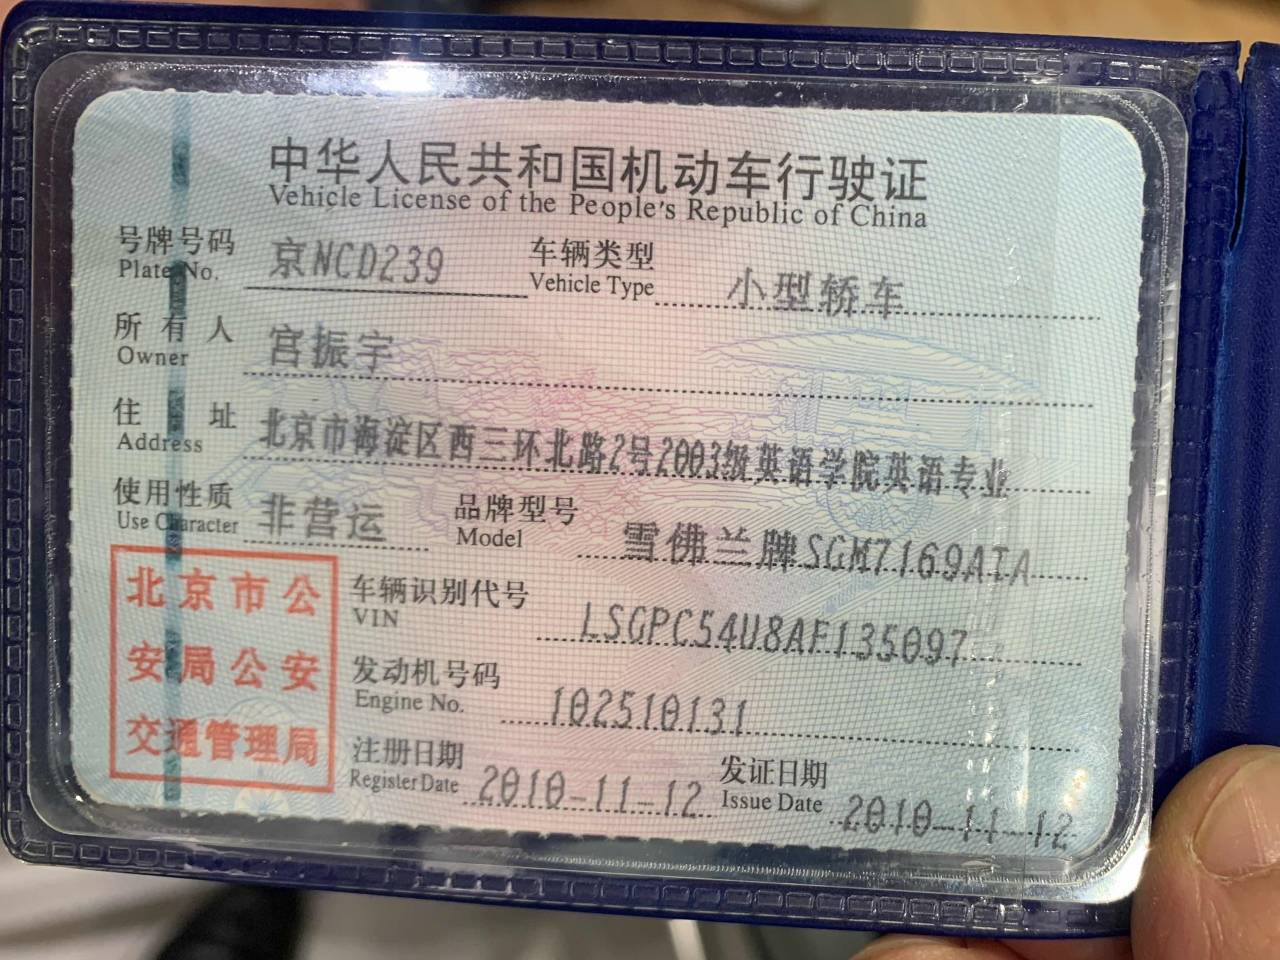 中华人民共和国机动车行驶证
Vehicle License of the People's Republic of China
号牌号码 京NCD239 车辆类型 小型轿车
Plate No. Vehicle Type
所有人 宫振宇
Owner
住址 北京市海淀区西三环北路2号2003级英语学院英语专业
Address
使用性质 非营运 品牌型号 雪佛兰牌SGM7169ATA
Use Character Model
车辆识别代号 LSGPC54U8AF135097
VIN
发动机号码 102510131
Engine No.
注册日期 2010-11-12 发证日期 2010-11-12
Register Date Issue Date
北京市公
安局公安
交通管理局